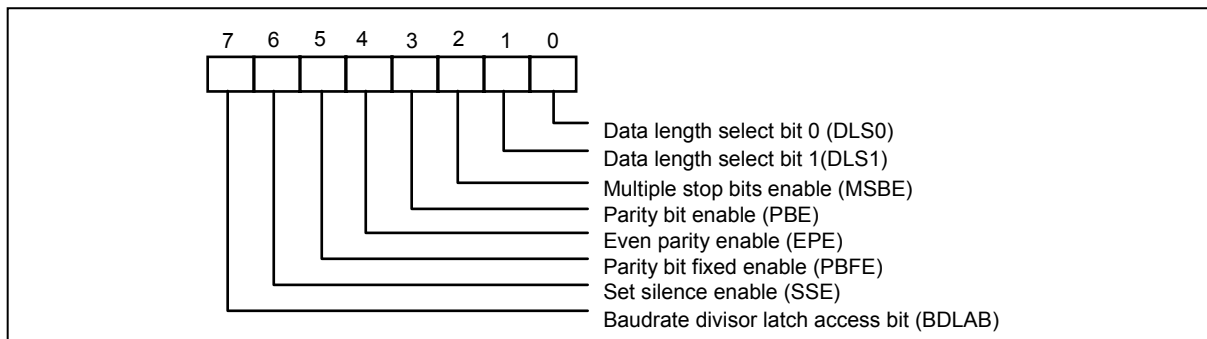 7 6 5 4 3 2 1 0
Data length select bit 0 (DLS0)
Data length select bit 1(DLS1)
Multiple stop bits enable (MSBE)
Parity bit enable (PBE)
Even parity enable (EPE)
Parity bit fixed enable (PBFE)
Set silence enable (SSE)
Baudrate divisor latch access bit (BDLAB)